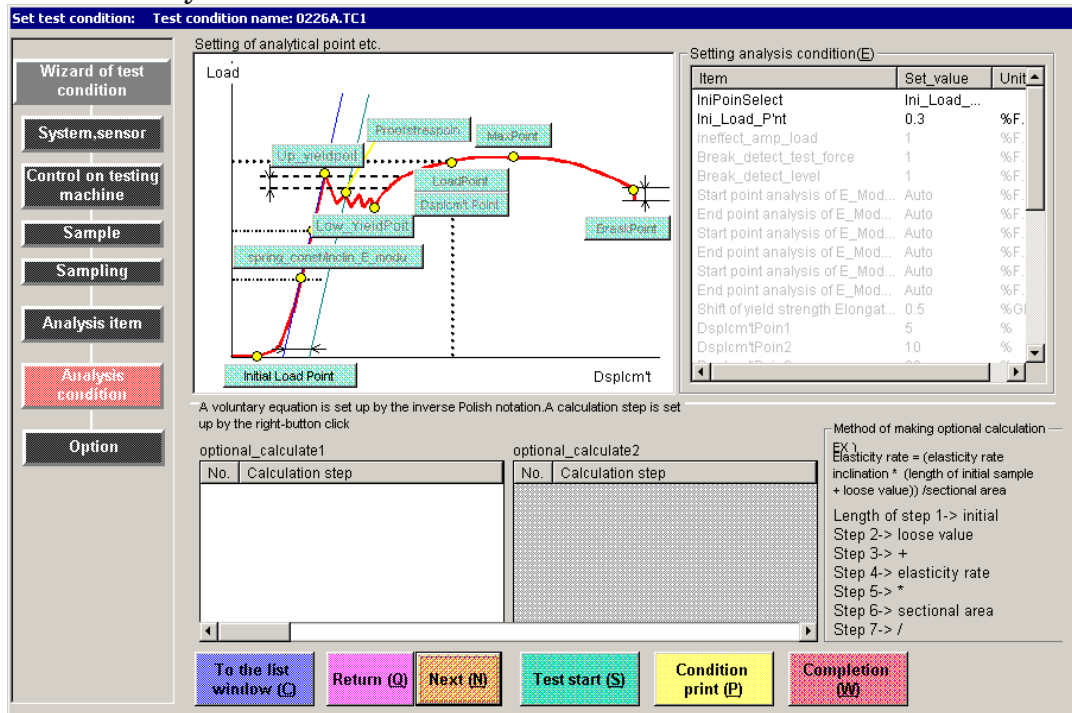 Set test condition: Test condition name: 0226A.TC1
Wizard of test
condition
System,sensor
Control on testing
machine
Sample
Sampling
Analysis item
Analysis
condition
Option
Setting of analytical point etc.
Load
Proofstrespoin
MaxPoint
Up_yieldpoit
LoadPoint
Dsplcm't Point
Low_YieldPoit
BreakPoint
spring_const/inclin_E_modu
Initial Load Point
Dsplcm't
Setting analysis condition(E)
Item Set_value Unit
IniPoinSelect Ini_Load_...
Ini_Load_P'nt 0.3 %F.
ineffect_amp_load 1 %F.
Break_detect_test_force 1 %F.
Break_detect_level 1 %F.
Start point analysis of E_Mod... Auto %F.
End point analysis of E_Mod... Auto %F.
Start point analysis of E_Mod... Auto %F.
End point analysis of E_Mod... Auto %F.
Start point analysis of E_Mod... Auto %F.
End point analysis of E_Mod... Auto %F.
Shift of yield strength Elongat... 0.5 %Gl
Dsplcm'tPoin1 5 %
Dsplcm'tPoin2 10 %
A voluntary equation is set up by the inverse Polish notation.A calculation step is set
up by the right-button click
optional_calculate1
No. Calculation step
optional_calculate2
No. Calculation step
Method of making optional calculation
EX )
Elasticity rate = (elasticity rate
inclination * (length of initial sample
+ loose value)) /sectional area
Length of step 1-> initial
Step 2-> loose value
Step 3-> +
Step 4-> elasticity rate
Step 5-> *
Step 6-> sectional area
Step 7-> /
To the list
window (C)
Return (Q)
Next (N)
Test start (S)
Condition
print (P)
Completion
(W)